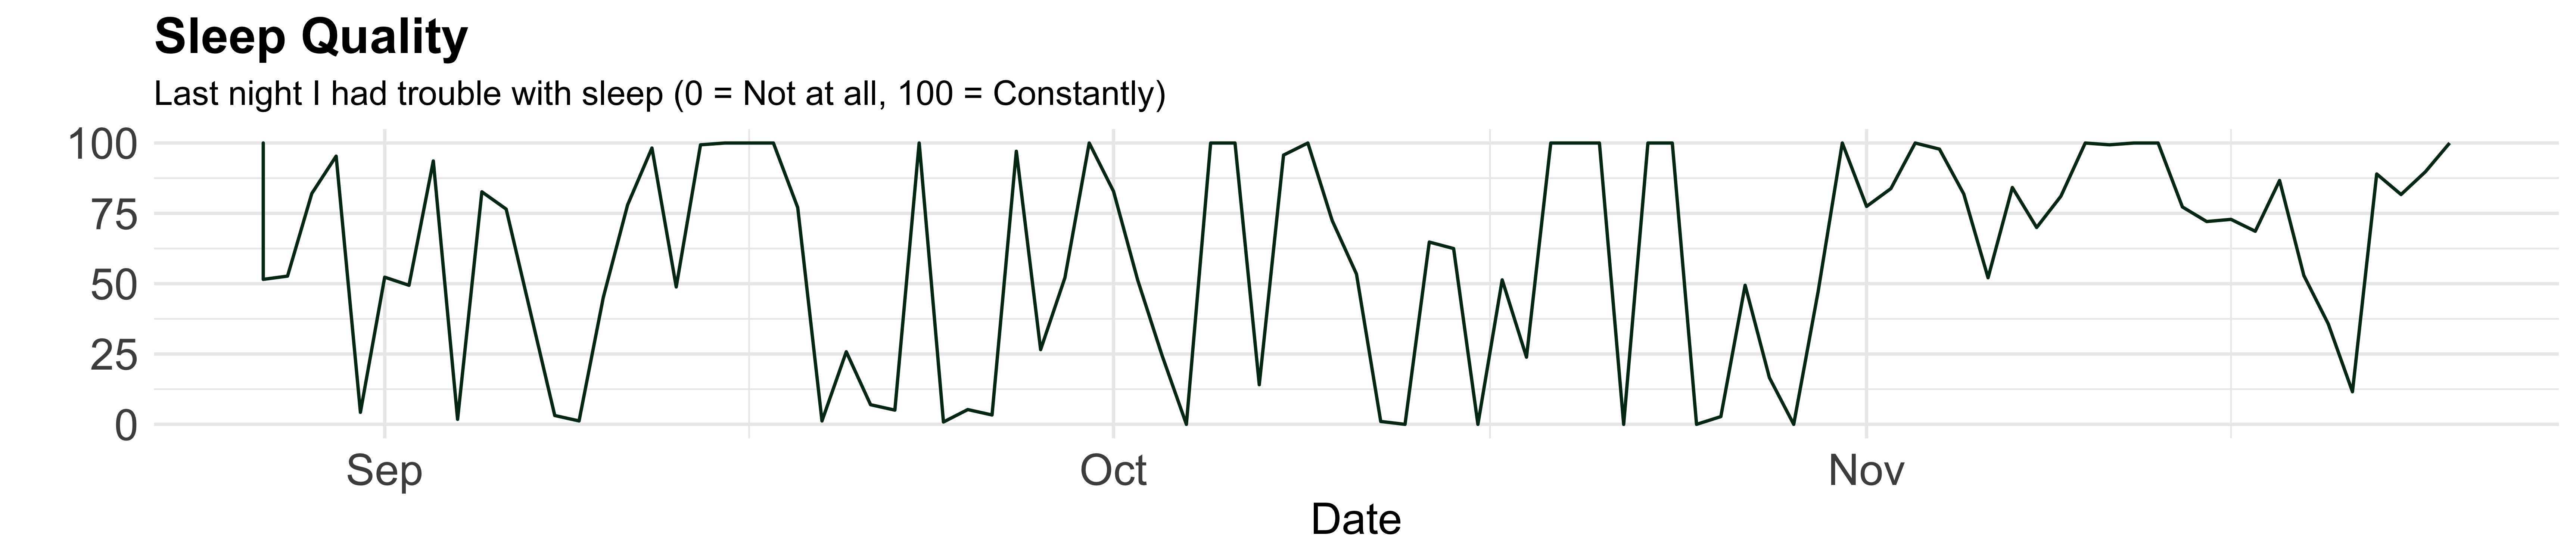 Sleep Quality
Last night I had trouble with sleep (0 = Not at all, 100 = Constantly)
100
75
50
25
0
Sep Oct Nov
Date